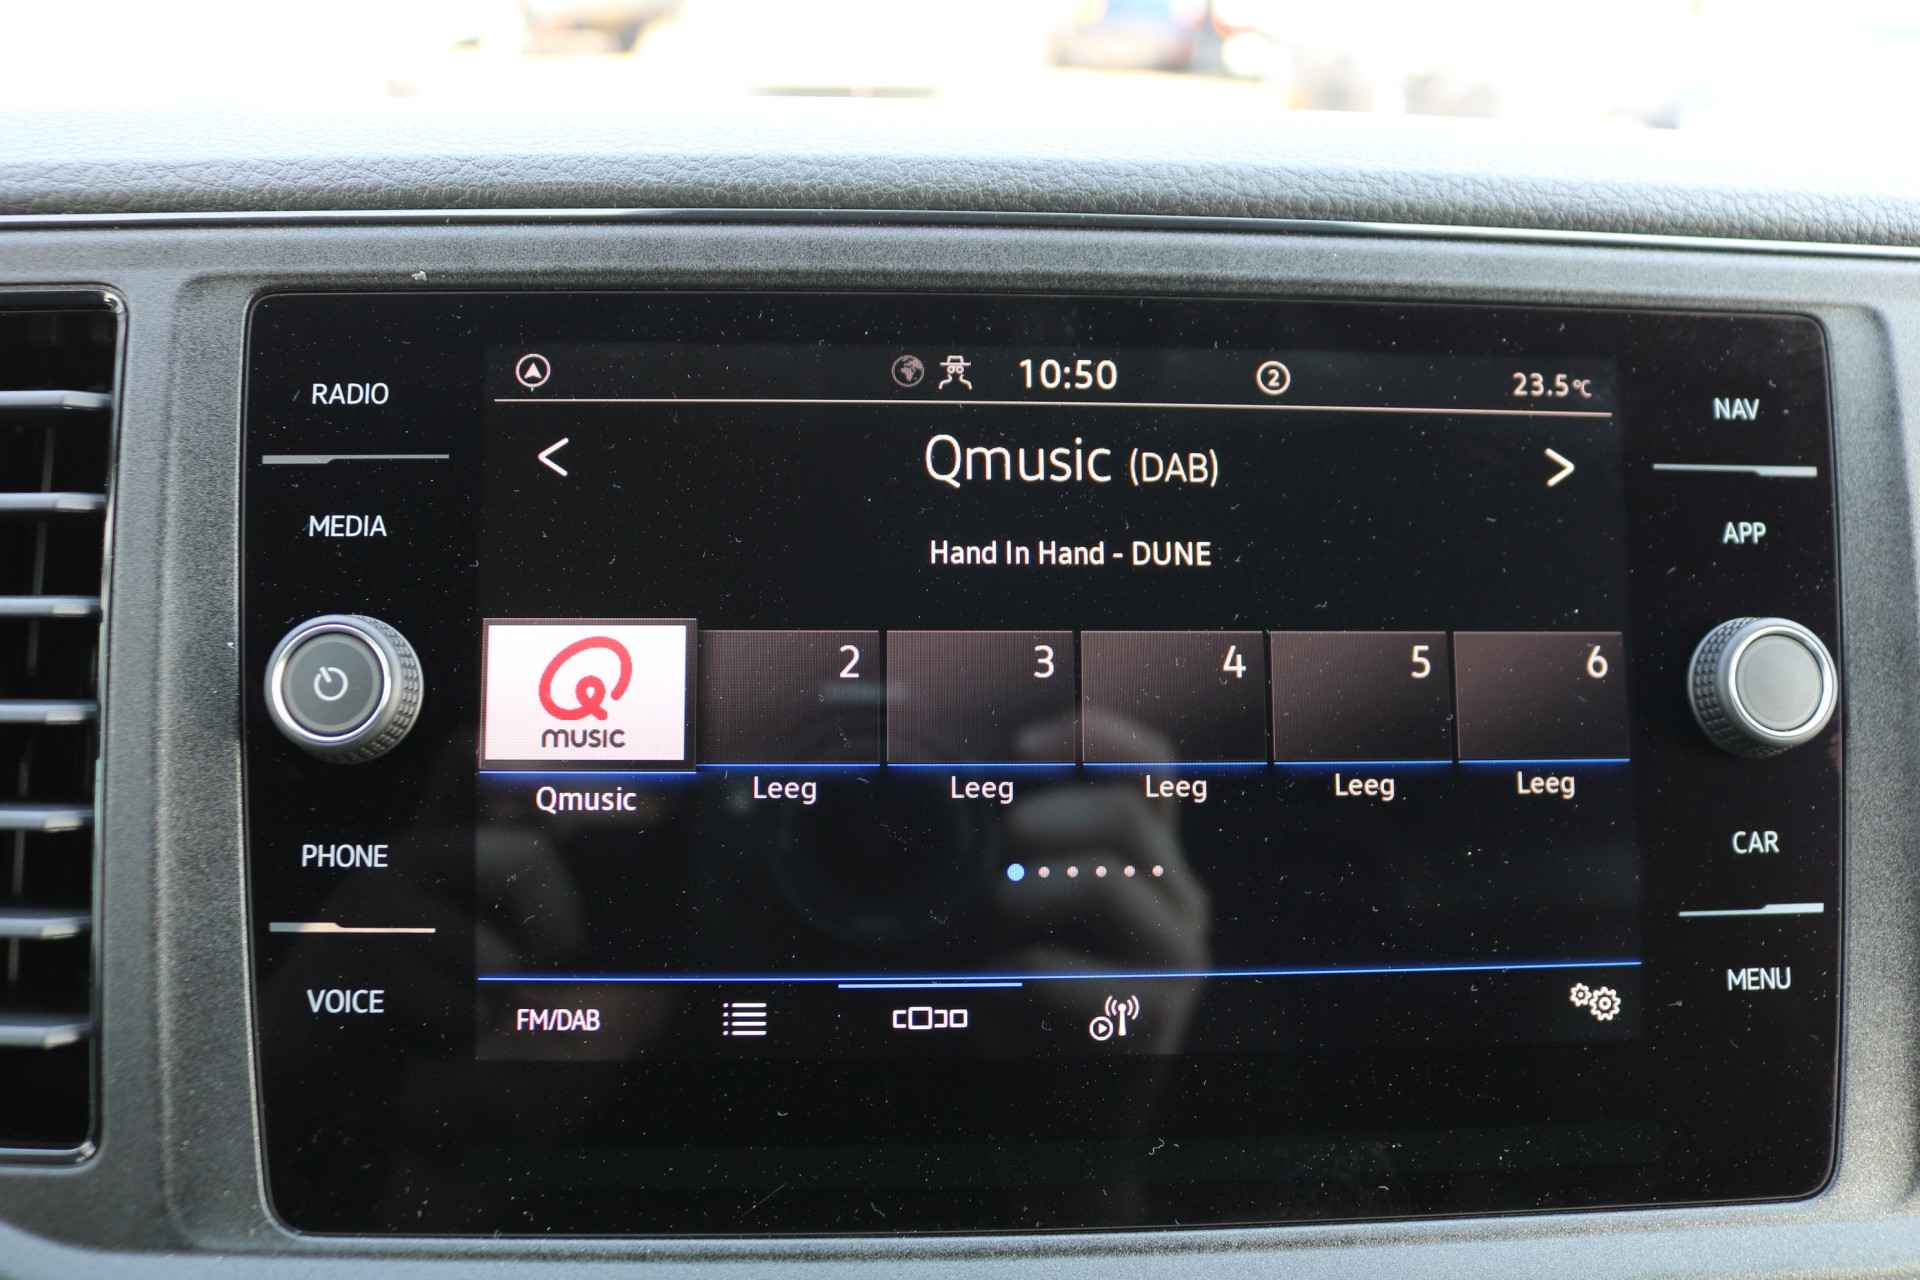 RADIO
MEDIA
PHONE
VOICE
10:50
2
23.5°C
< Qmusic (DAB) >
Hand In Hand - DUNE
Q
MUSIC
2 3 4 5 6
Qmusic Leeg Leeg Leeg Leeg Leeg
FM/DAB
NAV
APP
CAR
MENU